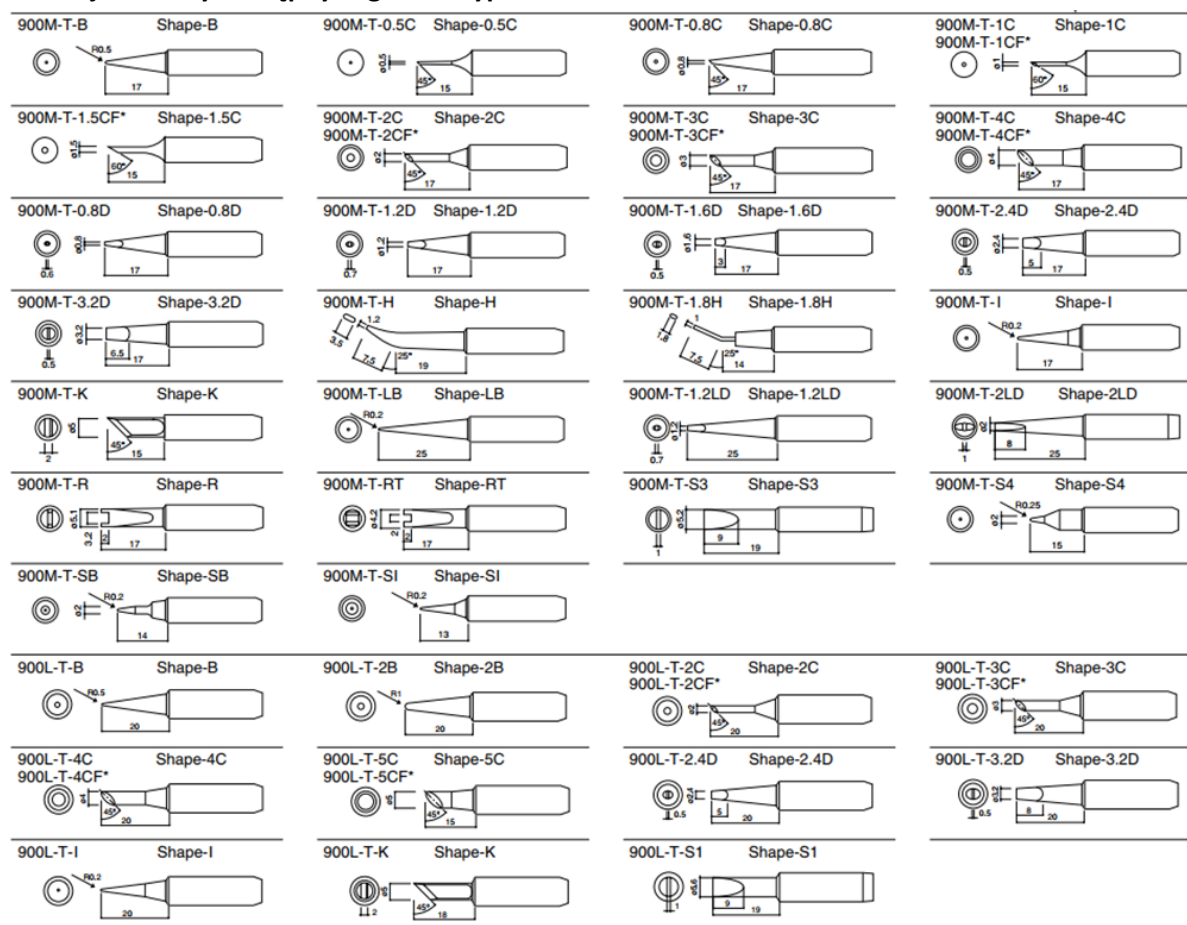 900M-T-B Shape-B
R0.5
17
900M-T-0.5C Shape-0.5C
ø0.5
45°
15
900M-T-0.8C Shape-0.8C
ø0.8
45°
17
900M-T-1C Shape-1C
900M-T-1CF*
ø1
60°
15
900M-T-1.5CF* Shape-1.5C
ø1.5
60°
15
900M-T-2C Shape-2C
900M-T-2CF*
ø2
45°
17
900M-T-3C Shape-3C
900M-T-3CF*
ø3
45°
17
900M-T-4C Shape-4C
900M-T-4CF*
ø4
45°
17
900M-T-0.8D Shape-0.8D
ø0.8
0.6
17
900M-T-1.2D Shape-1.2D
ø1.2
0.7
17
900M-T-1.6D Shape-1.6D
ø1.6
0.5
3
17
900M-T-2.4D Shape-2.4D
ø2.4
0.5
5
17
900M-T-3.2D Shape-3.2D
ø3.2
0.5
6.5
17
900M-T-H Shape-H
1.2
3.5
7.5
25°
19
900M-T-1.8H Shape-1.8H
1
1.8
7.5
25°
14
900M-T-I Shape-I
R0.2
17
900M-T-K Shape-K
ø5
2
45°
15
900M-T-LB Shape-LB
R0.2
25
900M-T-1.2LD Shape-1.2LD
ø1.2
0.7
25
900M-T-2LD Shape-2LD
ø2
1
8
25
900M-T-R Shape-R
ø5.1
3.2
2
17
900M-T-RT Shape-RT
ø4.2
2
2
17
900M-T-S3 Shape-S3
ø5.2
1
9
19
900M-T-S4 Shape-S4
R0.25
ø2
15
900M-T-SB Shape-SB
R0.2
ø2
14
900M-T-SI Shape-SI
R0.2
13
900L-T-B Shape-B
R0.5
20
900L-T-2B Shape-2B
R1
20
900L-T-2C Shape-2C
900L-T-2CF*
ø2
45°
20
900L-T-3C Shape-3C
900L-T-3CF*
ø3
45°
20
900L-T-4C Shape-4C
900L-T-4CF*
ø4
45°
20
900L-T-5C Shape-5C
900L-T-5CF*
ø5
45°
15
900L-T-2.4D Shape-2.4D
ø2.4
0.5
5
20
900L-T-3.2D Shape-3.2D
ø3.2
0.5
8
20
900L-T-I Shape-I
R0.2
20
900L-T-K Shape-K
ø5
2
45°
18
900L-T-S1 Shape-S1
ø5.6
1
9
19